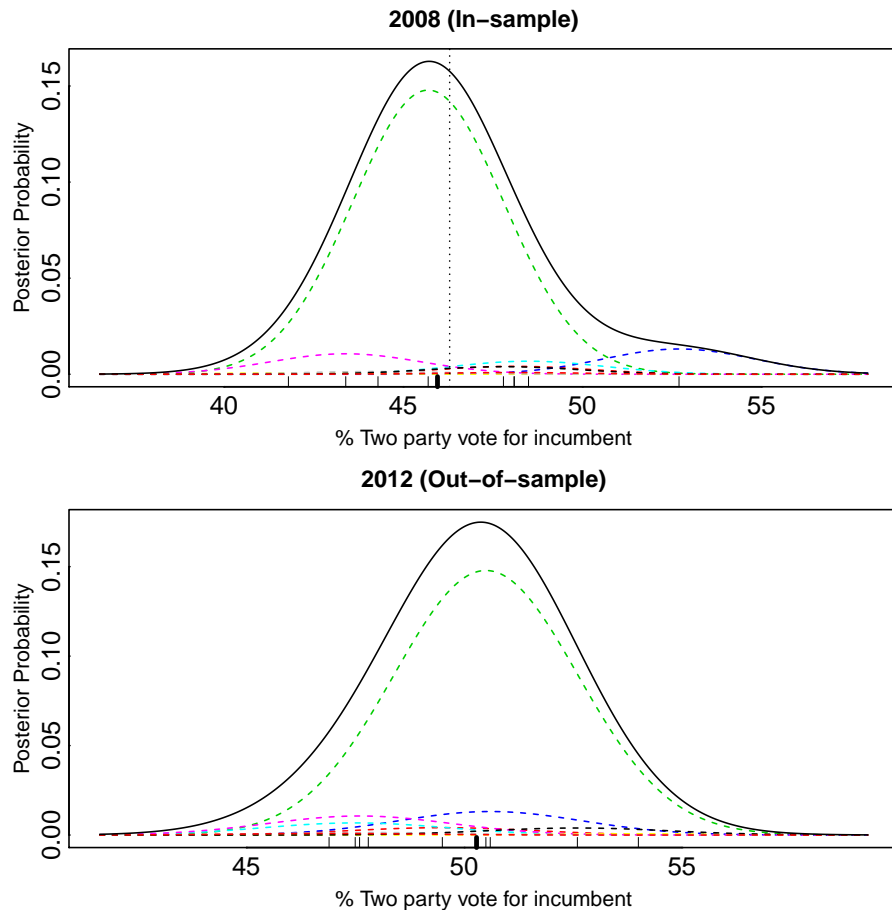 2008 (In−sample)
Posterior Probability
0.15
0.10
0.05
0.00
40 45 50 55
% Two party vote for incumbent
2012 (Out−of−sample)
Posterior Probability
0.15
0.10
0.05
0.00
45 50 55
% Two party vote for incumbent